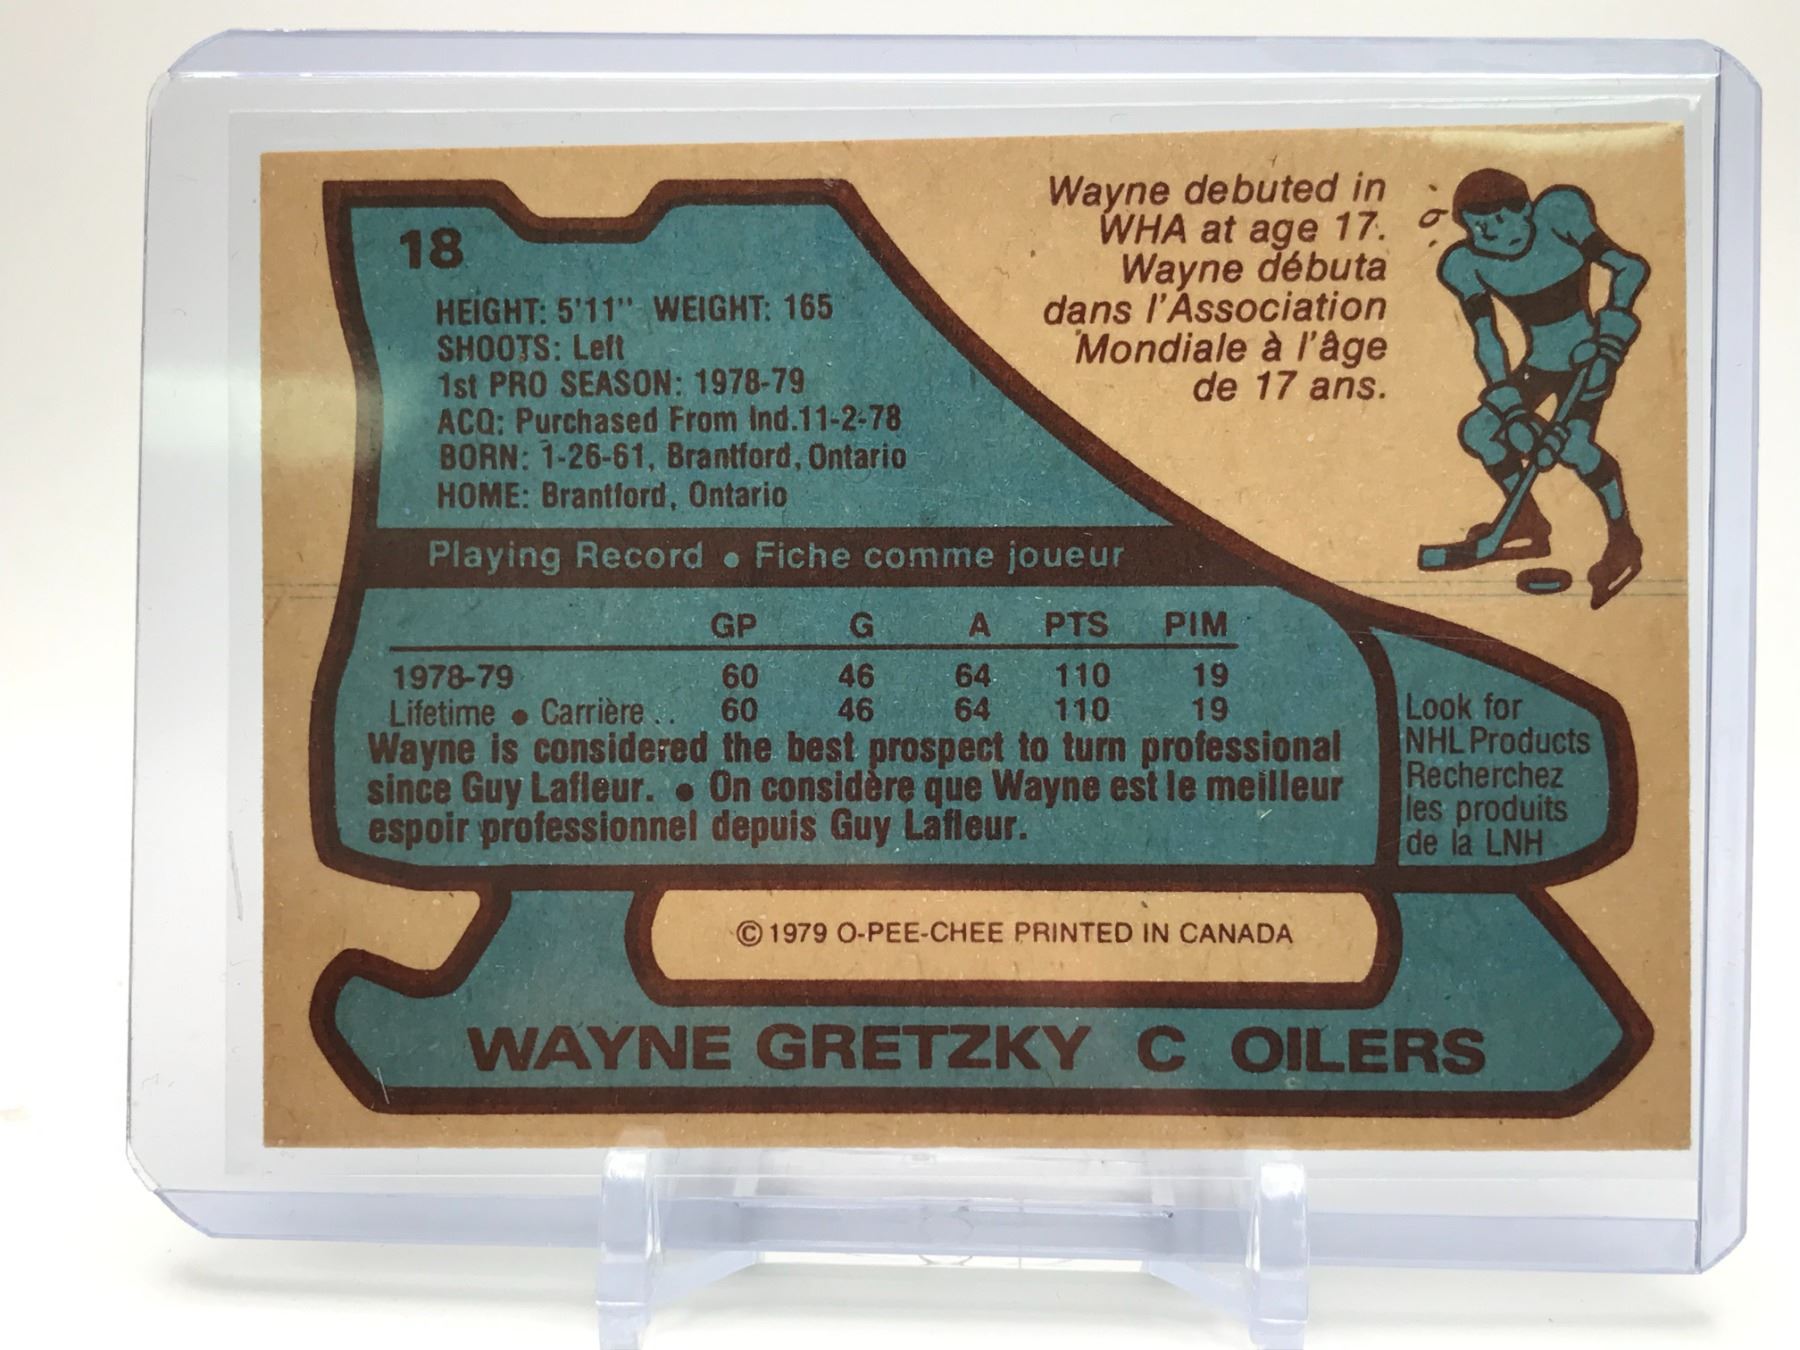 18
HEIGHT: 5'11" WEIGHT: 165
SHOOTS: Left
1st PRO SEASON: 1978-79
ACQ: Purchased From Ind. 11-2-78
BORN: 1-26-61, Brantford, Ontario
HOME: Brantford, Ontario
Wayne debuted in
WHA at age 17.
Wayne débuta
dans l'Association
Mondiale à l'âge
de 17 ans.
Playing Record • Fiche comme joueur
GP G A PTS PIM
1978-79 60 46 64 110 19
Lifetime • Carrière .. 60 46 64 110 19
Wayne is considered the best prospect to turn professional
since Guy Lafleur. • On considère que Wayne est le meilleur
espoir professionnel depuis Guy Lafleur.
Look for
NHL Products
Recherchez
les produits
de la LNH
© 1979 O-PEE-CHEE PRINTED IN CANADA
WAYNE GRETZKY C OILERS